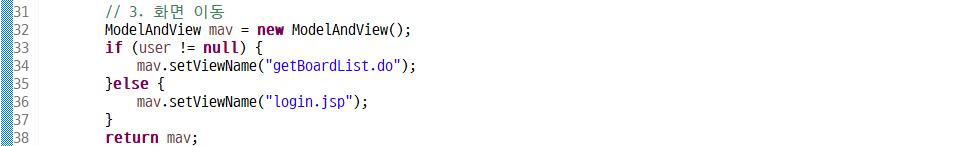 31 // 3. 화면 이동
32 ModelAndView mav = new ModelAndView();
33 if (user != null) {
34 mav.setViewName("getBoardList.do");
35 }else {
36 mav.setViewName("login.jsp");
37 }
38 return mav;